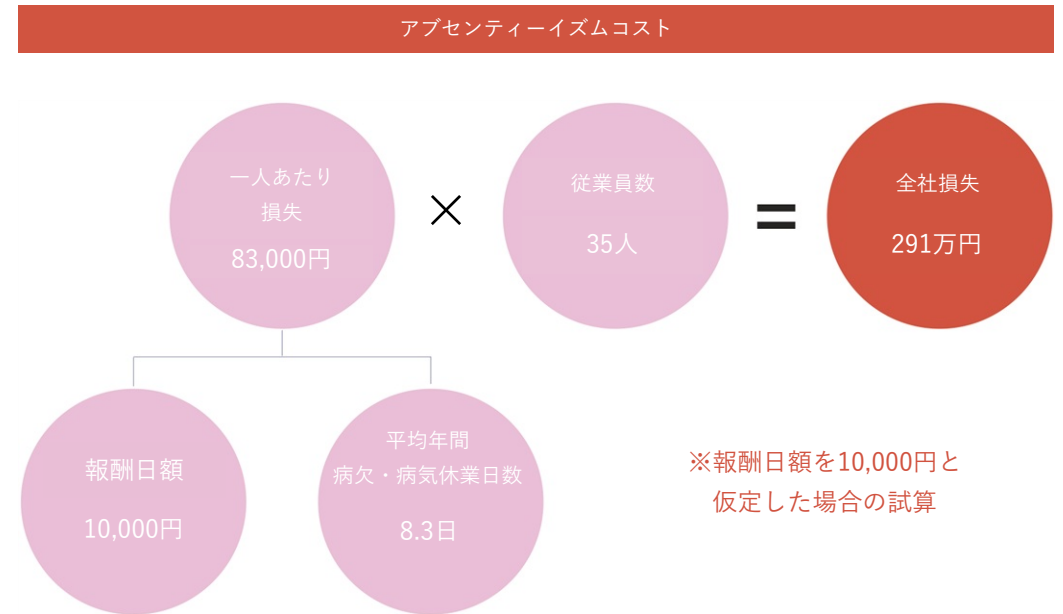 アブセンティーイズムコスト
一人あたり
損失
83,000円
×
従業員数
35人
=
全社損失
291万円
報酬日額
10,000円
平均年間
病欠・病気休業日数
8.3日
※報酬日額を10,000円と
仮定した場合の試算